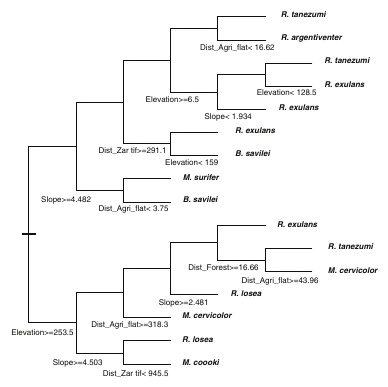 R. tanezumi
R. argentiventer
Dist_Agri_flat< 16.62
R. tanezumi
R. exulans
Elevation< 128.5
Elevation>=6.5
R. exulans
Slope< 1.934
R. exulans
Dist_Zar tif>=291.1
B. savilei
Elevation< 159
M. surifer
Slope>=4.482
B. savilei
Dist_Agri_flat< 3.75
R. exulans
R. tanezumi
Dist_Forest>=16.66
M. cervicolor
Dist_Agri_flat>=43.96
R. losea
Slope>=2.481
M. cervicolor
Dist_Agri_flat>=318.3
Elevation>=253.5
R. losea
Slope>=4.503
M. coooki
Dist_Zar tif< 945.5